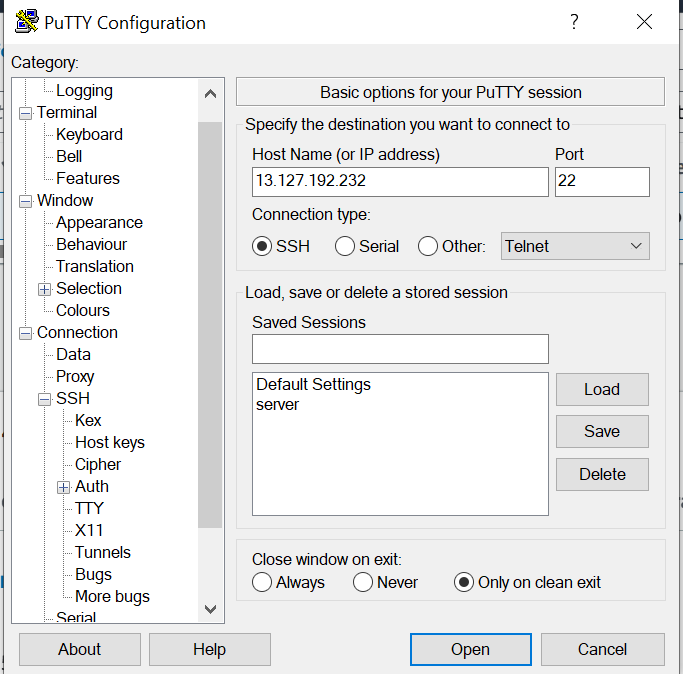 PuTTY Configuration
?
Category:
Logging
Terminal
Keyboard
Bell
Features
Window
Appearance
Behaviour
Translation
Selection
Colours
Connection
Data
Proxy
SSH
Kex
Host keys
Cipher
Auth
TTY
X11
Tunnels
Bugs
More bugs
Serial
Basic options for your PuTTY session
Specify the destination you want to connect to
Host Name (or IP address) Port
13.127.192.232 22
Connection type:
SSH Serial Other: Telnet
Load, save or delete a stored session
Saved Sessions
Default Settings
server
Load
Save
Delete
Close window on exit:
Always Never Only on clean exit
About Help Open Cancel